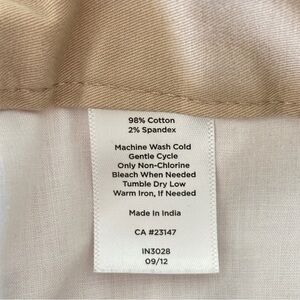 98% Cotton
2% Spandex
Machine Wash Cold
Gentle Cycle
Only Non-Chlorine
Bleach When Needed
Tumble Dry Low
Warm Iron, If Needed
Made In India
CA #23147
IN3028
09/12